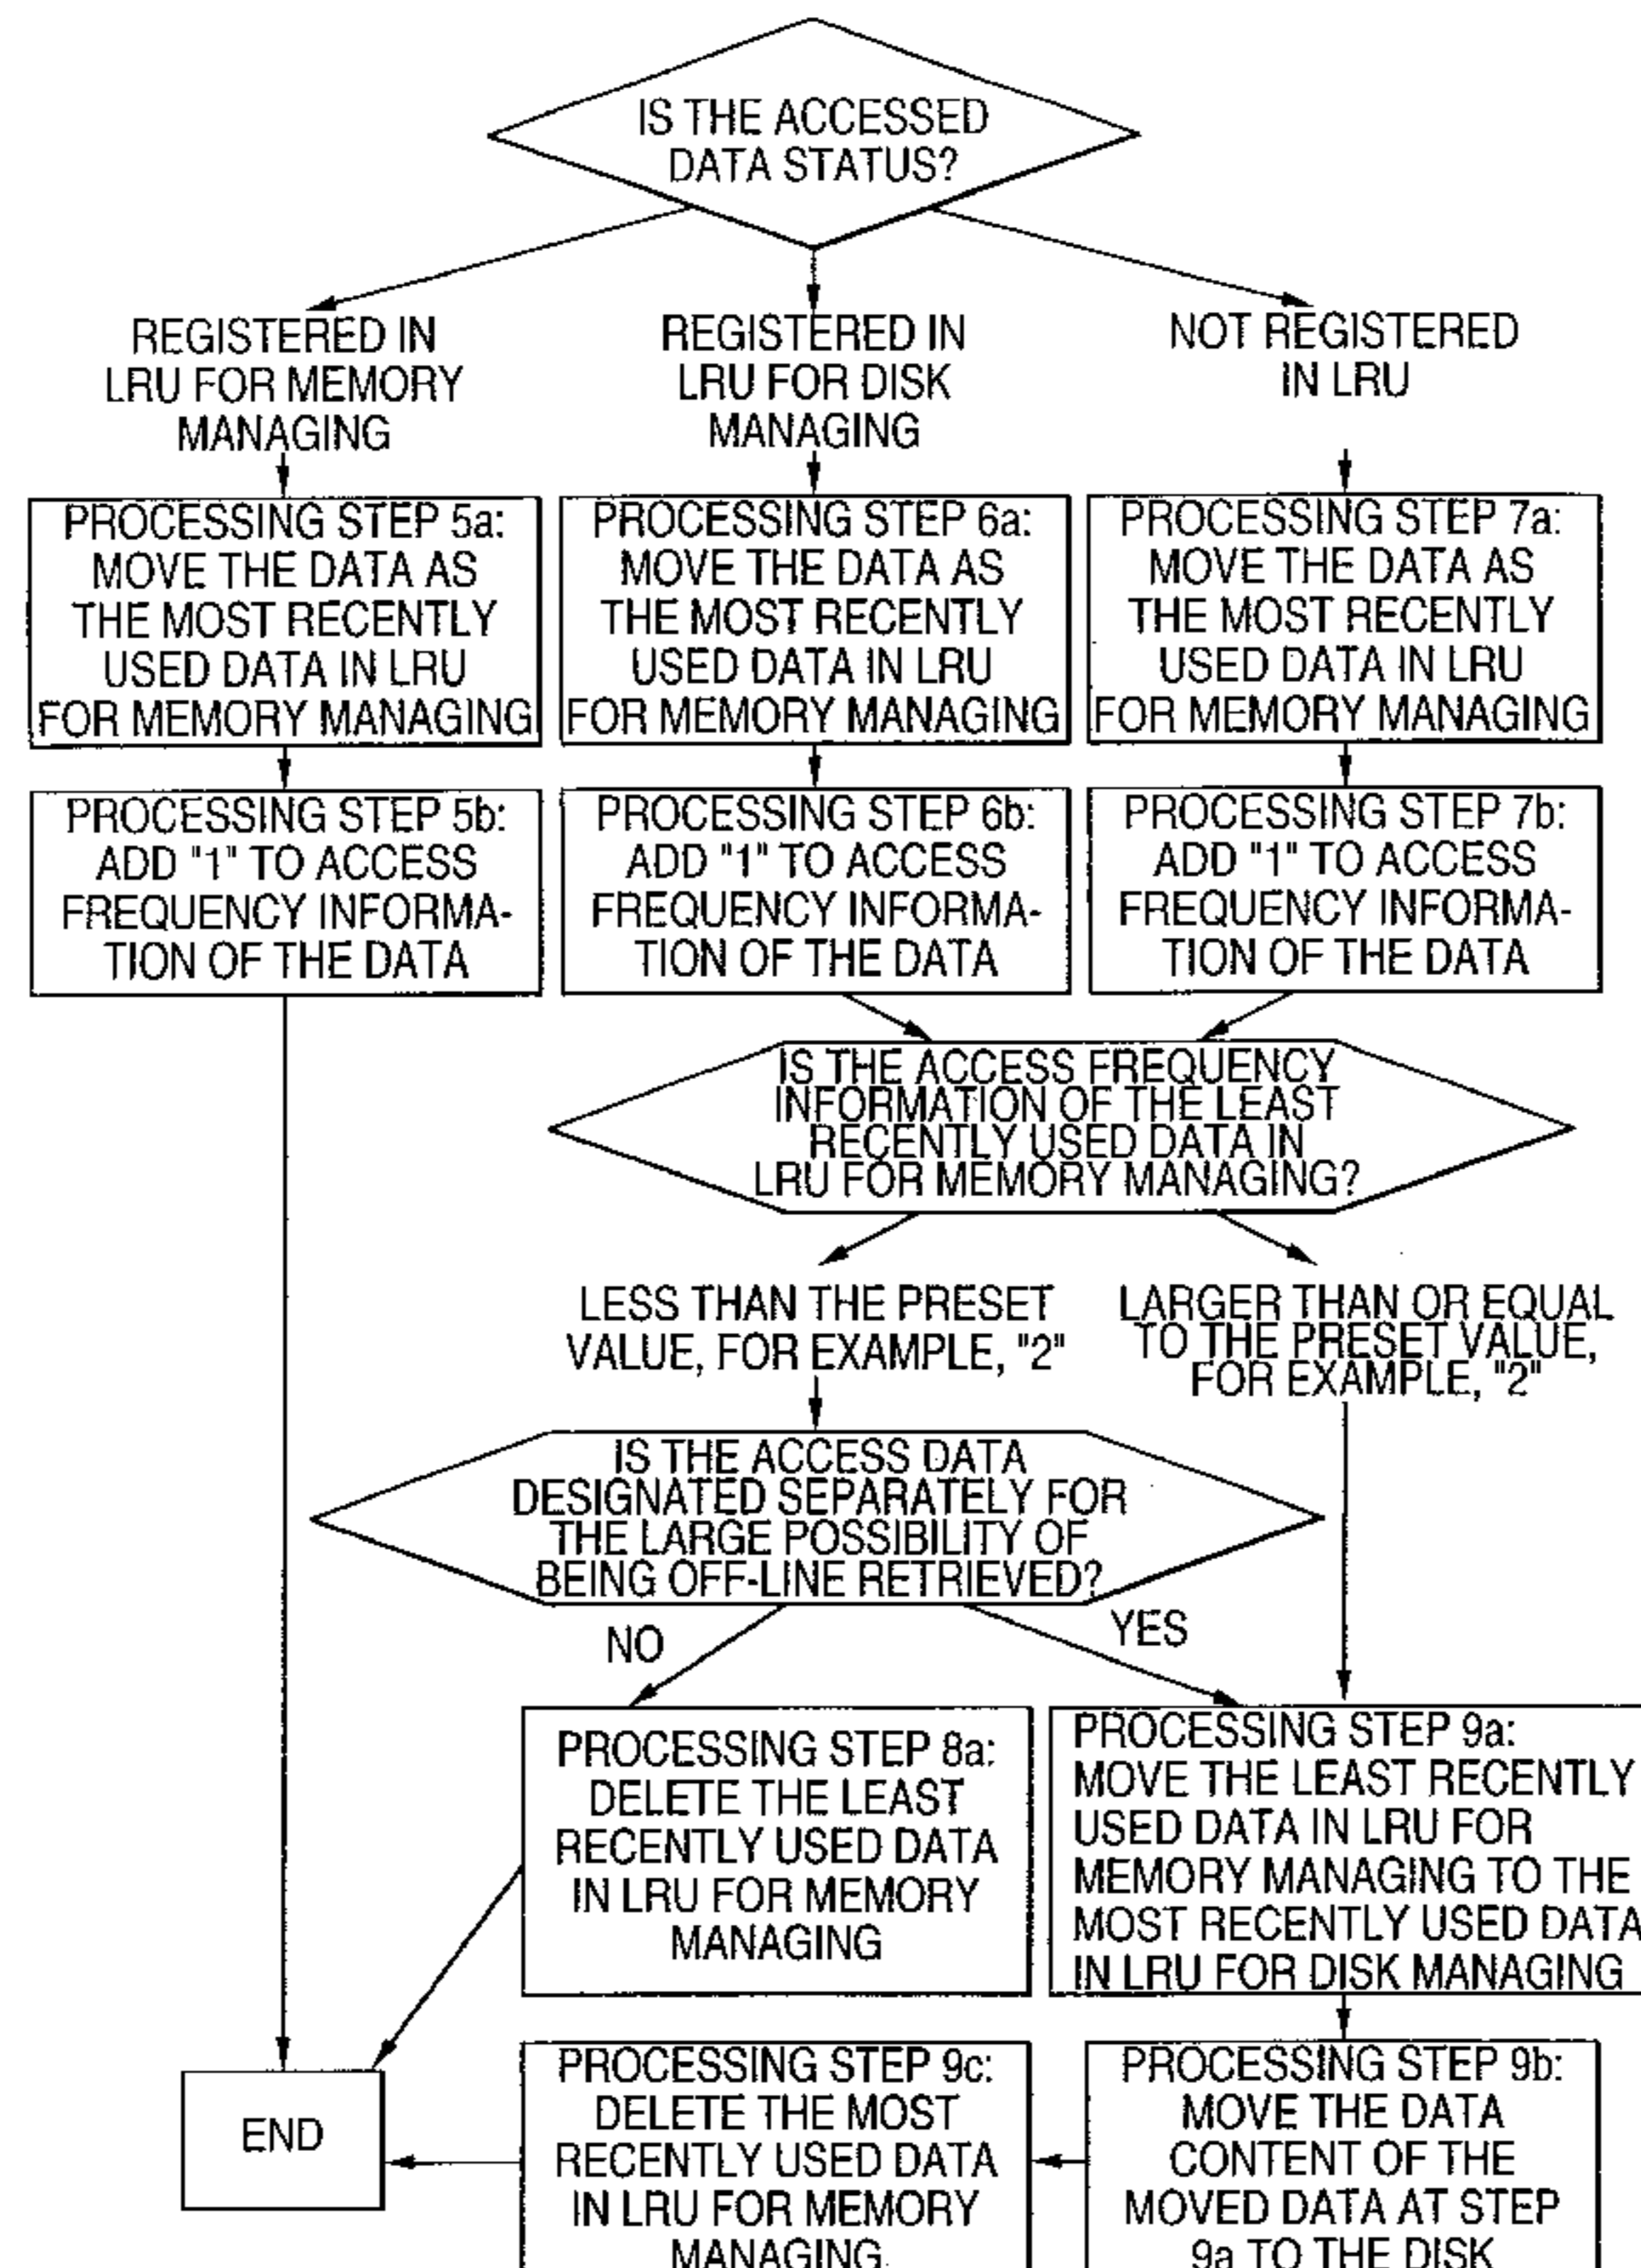 IS THE ACCESSED
DATA STATUS?
REGISTERED IN
LRU FOR MEMORY
MANAGING
REGISTERED IN
LRU FOR DISK
MANAGING
NOT REGISTERED
IN LRU
PROCESSING STEP 5a:
MOVE THE DATA AS
THE MOST RECENTLY
USED DATA IN LRU
FOR MEMORY MANAGING
PROCESSING STEP 6a:
MOVE THE DATA AS
THE MOST RECENTLY
USED DATA IN LRU
FOR MEMORY MANAGING
PROCESSING STEP 7a:
MOVE THE DATA AS
THE MOST RECENTLY
USED DATA IN LRU
FOR MEMORY MANAGING
PROCESSING STEP 5b:
ADD "1" TO ACCESS
FREQUENCY INFORMA-
TION OF THE DATA
PROCESSING STEP 6b:
ADD "1" TO ACCESS
FREQUENCY INFORMA-
TION OF THE DATA
PROCESSING STEP 7b:
ADD "1" TO ACCESS
FREQUENCY INFORMA-
TION OF THE DATA
IS THE ACCESS FREQUENCY
INFORMATION OF THE LEAST
RECENTLY USED DATA IN
LRU FOR MEMORY MANAGING?
LESS THAN THE PRESET
VALUE, FOR EXAMPLE, "2"
LARGER THAN OR EQUAL
TO THE PRESET VALUE,
FOR EXAMPLE, "2"
IS THE ACCESS DATA
DESIGNATED SEPARATELY FOR
THE LARGE POSSIBILITY OF
BEING OFF-LINE RETRIEVED?
NO
YES
PROCESSING STEP 8a:
DELETE THE LEAST
RECENTLY USED DATA
IN LRU FOR MEMORY
MANAGING
PROCESSING STEP 9a:
MOVE THE LEAST RECENTLY
USED DATA IN LRU FOR
MEMORY MANAGING TO THE
MOST RECENTLY USED DATA
IN LRU FOR DISK MANAGING
END
PROCESSING STEP 9c:
DELETE THE MOST
RECENTLY USED DATA
IN LRU FOR MEMORY
MANAGING
PROCESSING STEP 9b:
MOVE THE DATA
CONTENT OF THE
MOVED DATA AT STEP
9a TO THE DISK